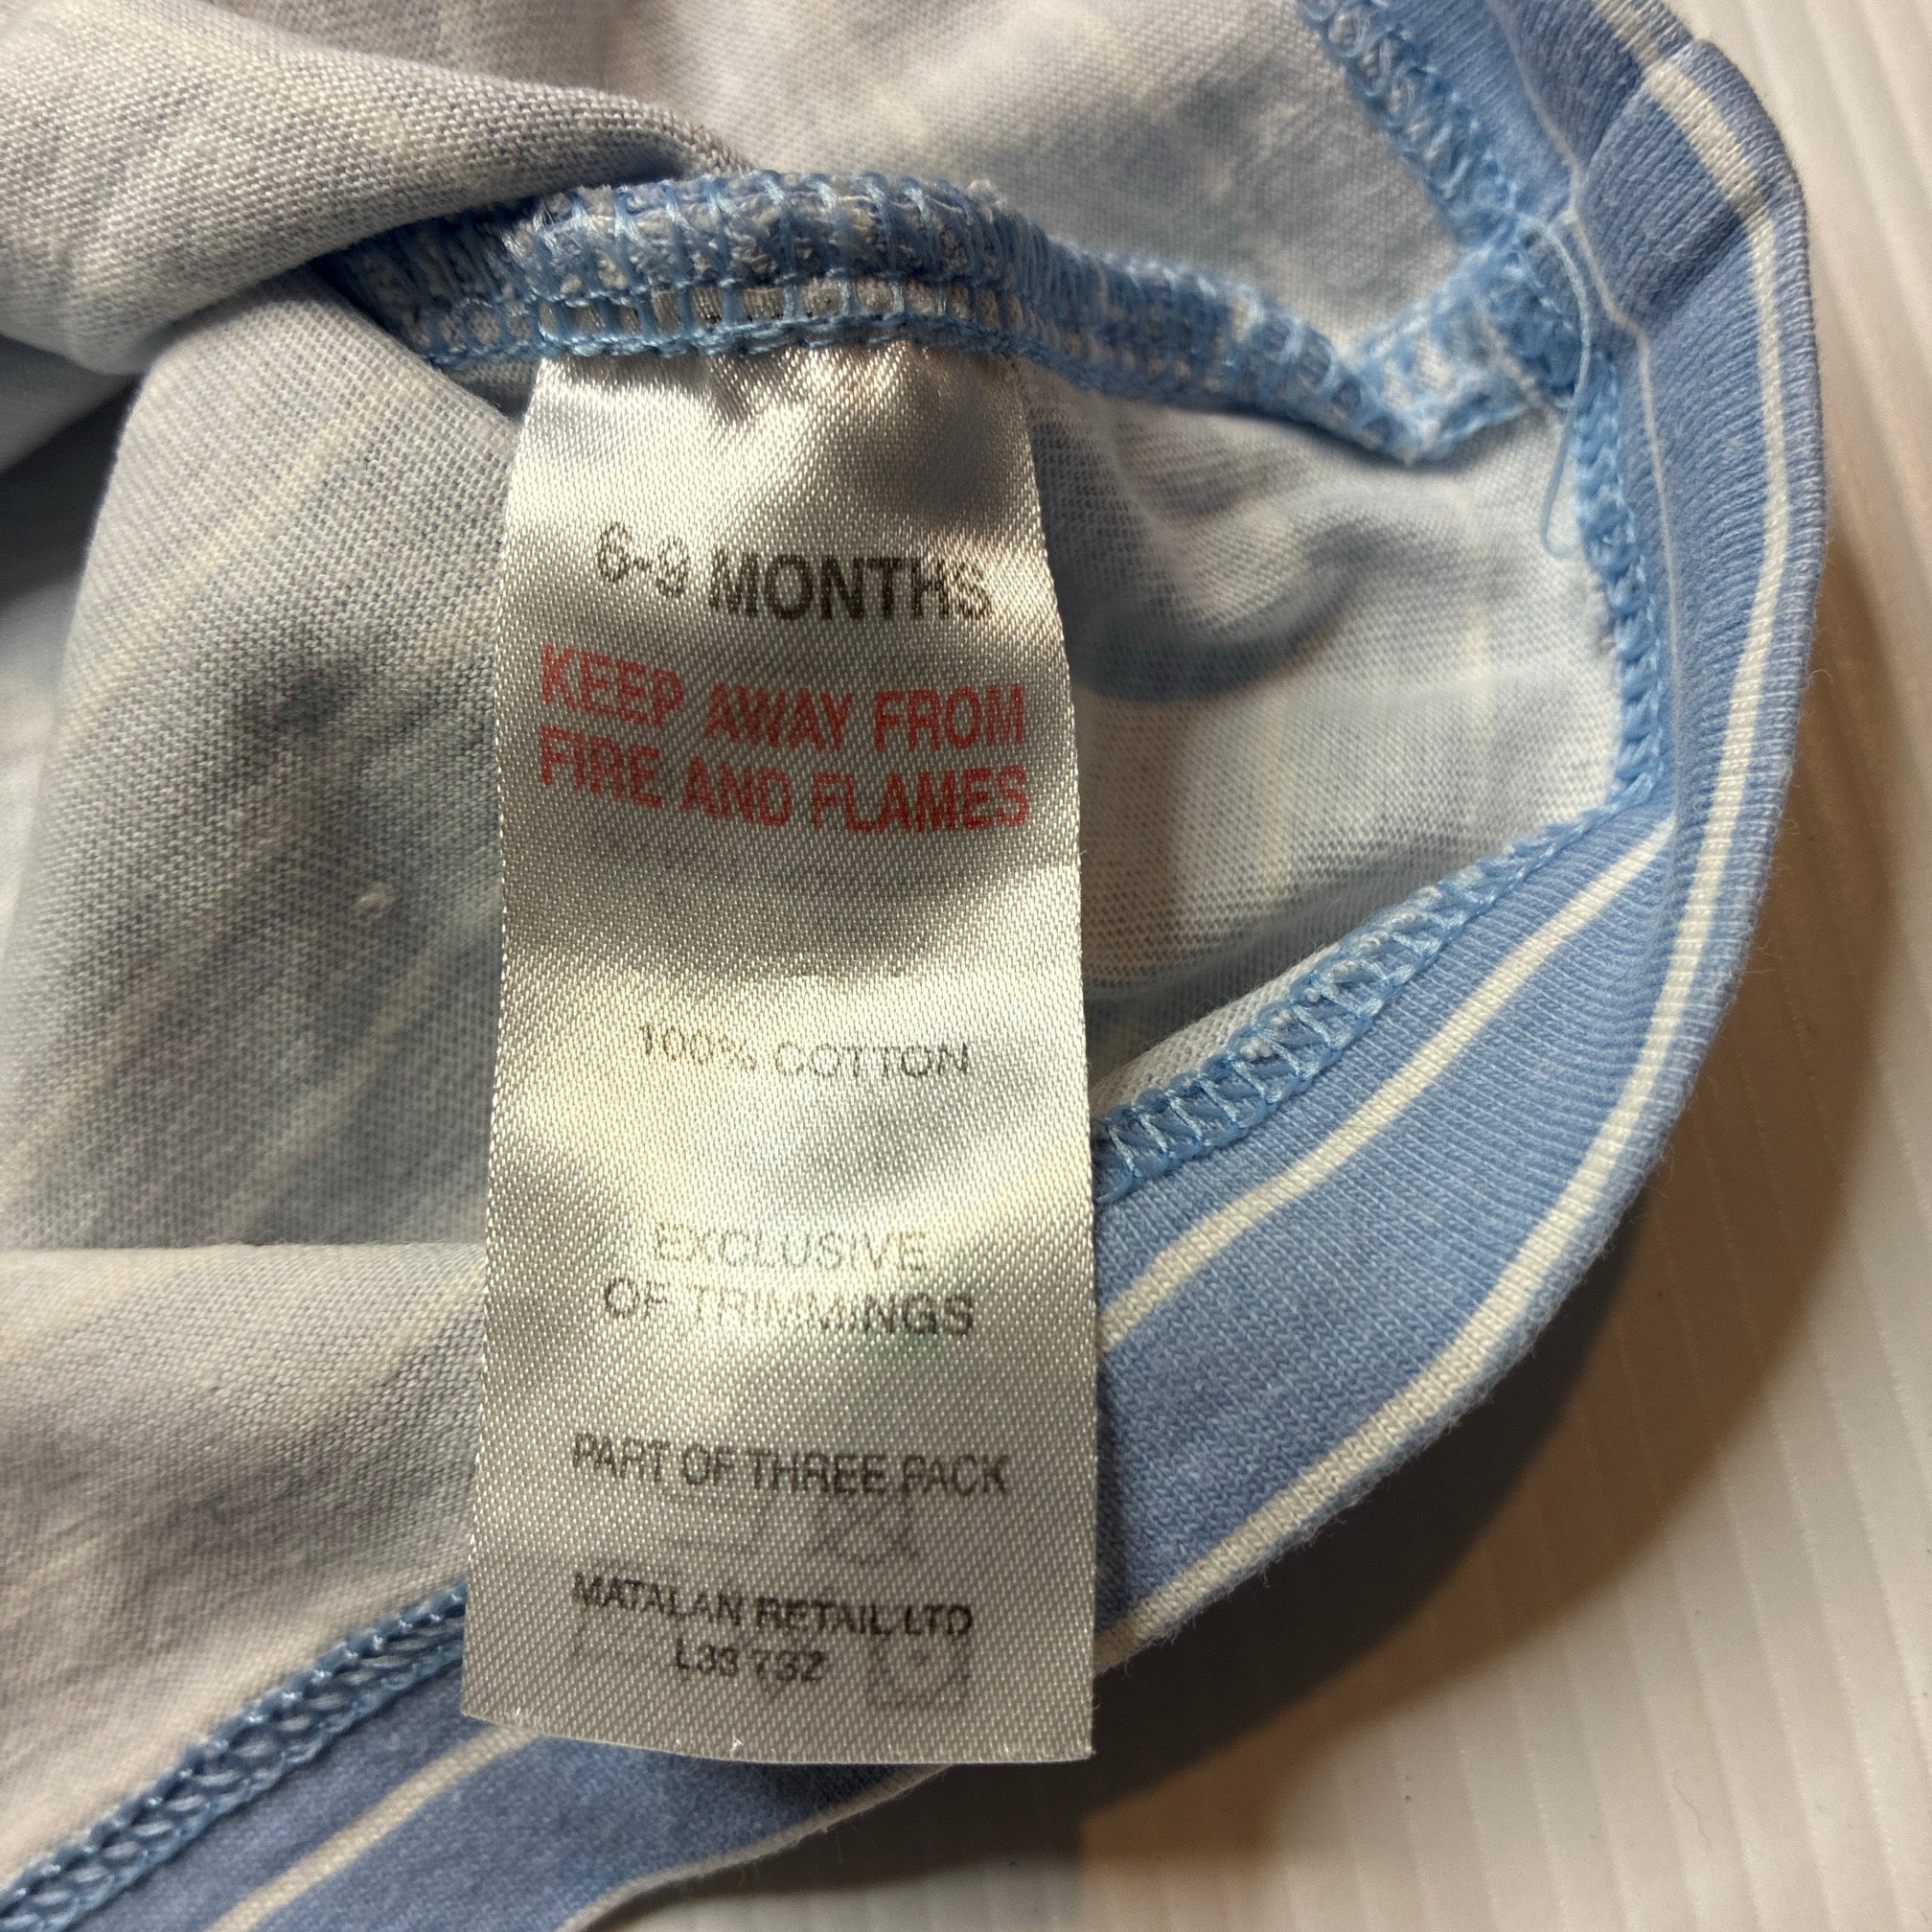 6-9 MONTHS
KEEP AWAY FROM
FIRE AND FLAMES
100% COTTON
EXCLUSIVE
OF TRIMMINGS
PART OF THREE PACK
MATALAN RETAIL LTD
L33 7SZ